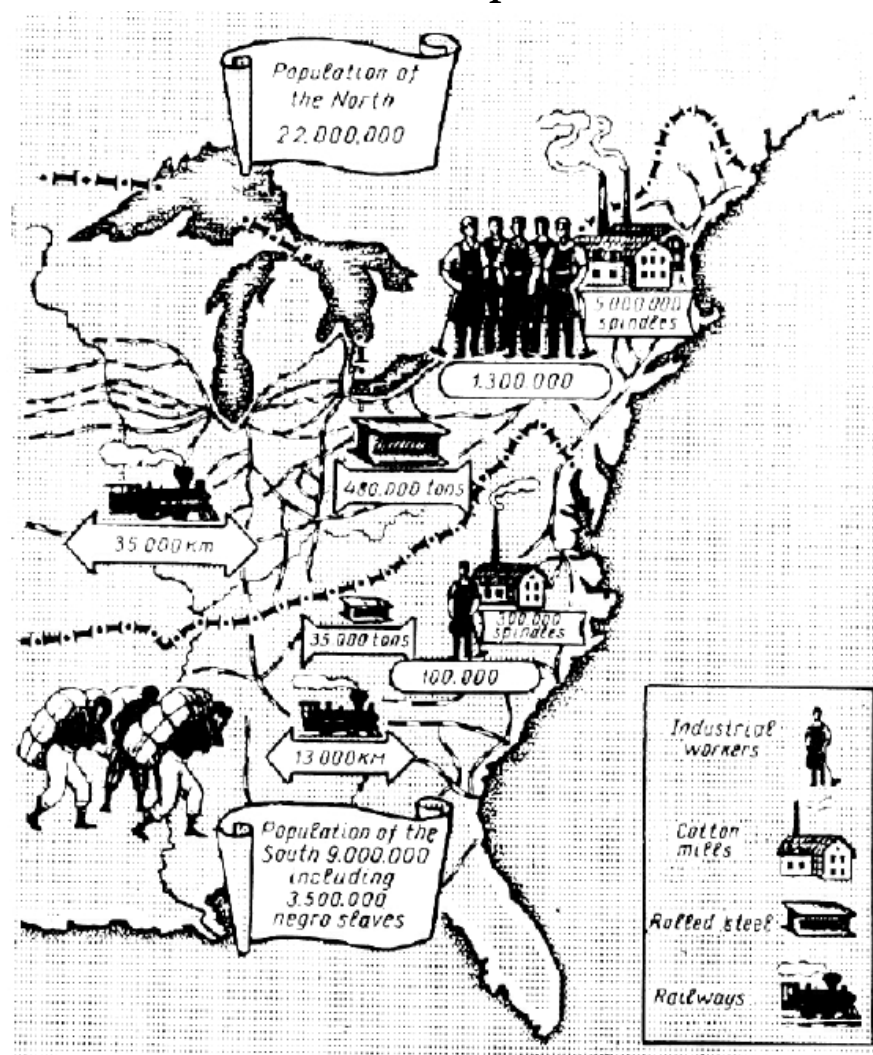 Population of
the North
22.000.000
5.000.000
spindles
1.300.000
480.000 tons
35.000 км
300.000
spindles
35.000 tons
100.000
13.000 км
Population of the
South 9.000.000
including
3.500.000
negro slaves
Industrial
workers
Cotton
mills
Rolled steel
Railways